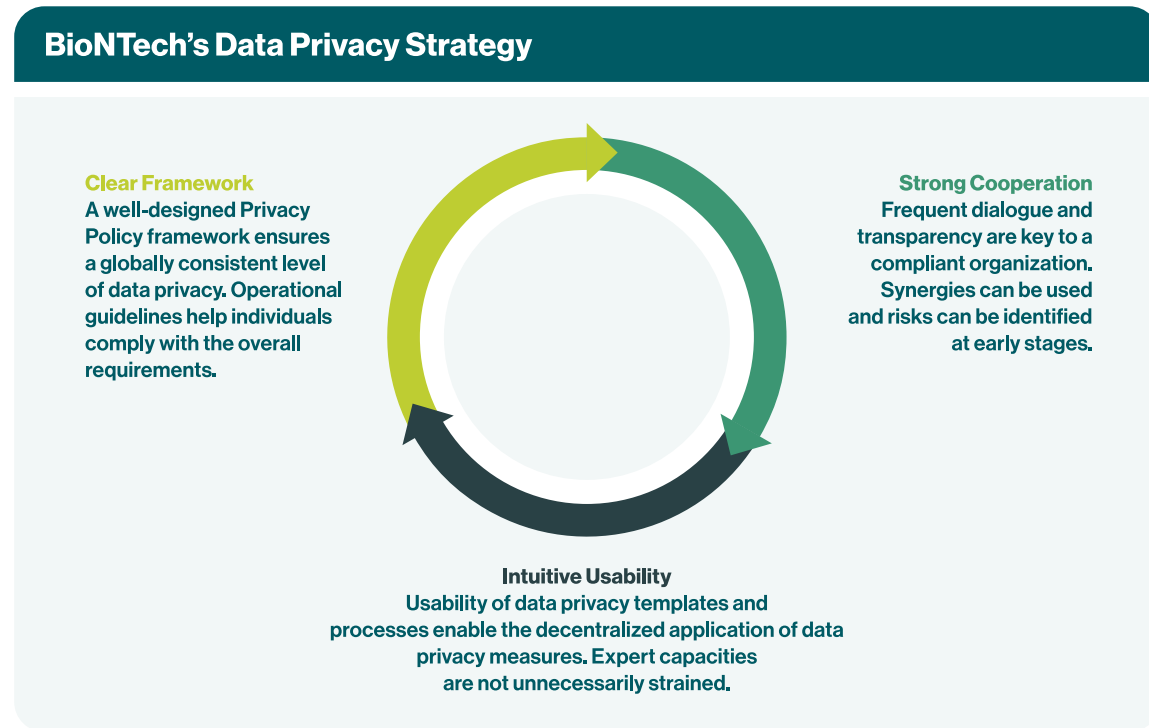 BioNTech’s Data Privacy Strategy
Clear Framework
A well-designed Privacy
Policy framework ensures
a globally consistent level
of data privacy. Operational
guidelines help individuals
comply with the overall
requirements.
Strong Cooperation
Frequent dialogue and
transparency are key to a
compliant organization.
Synergies can be used
and risks can be identified
at early stages.
Intuitive Usability
Usability of data privacy templates and
processes enable the decentralized application of data
privacy measures. Expert capacities
are not unnecessarily strained.